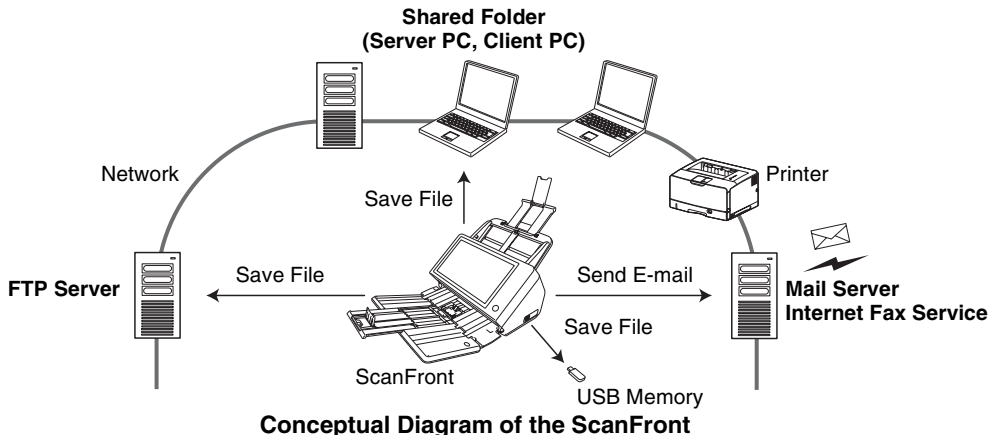 Shared Folder
(Server PC, Client PC)
Network
Printer
Save File
FTP Server
Save File
Send E-mail
Mail Server
Internet Fax Service
Save File
ScanFront
USB Memory
Conceptual Diagram of the ScanFront